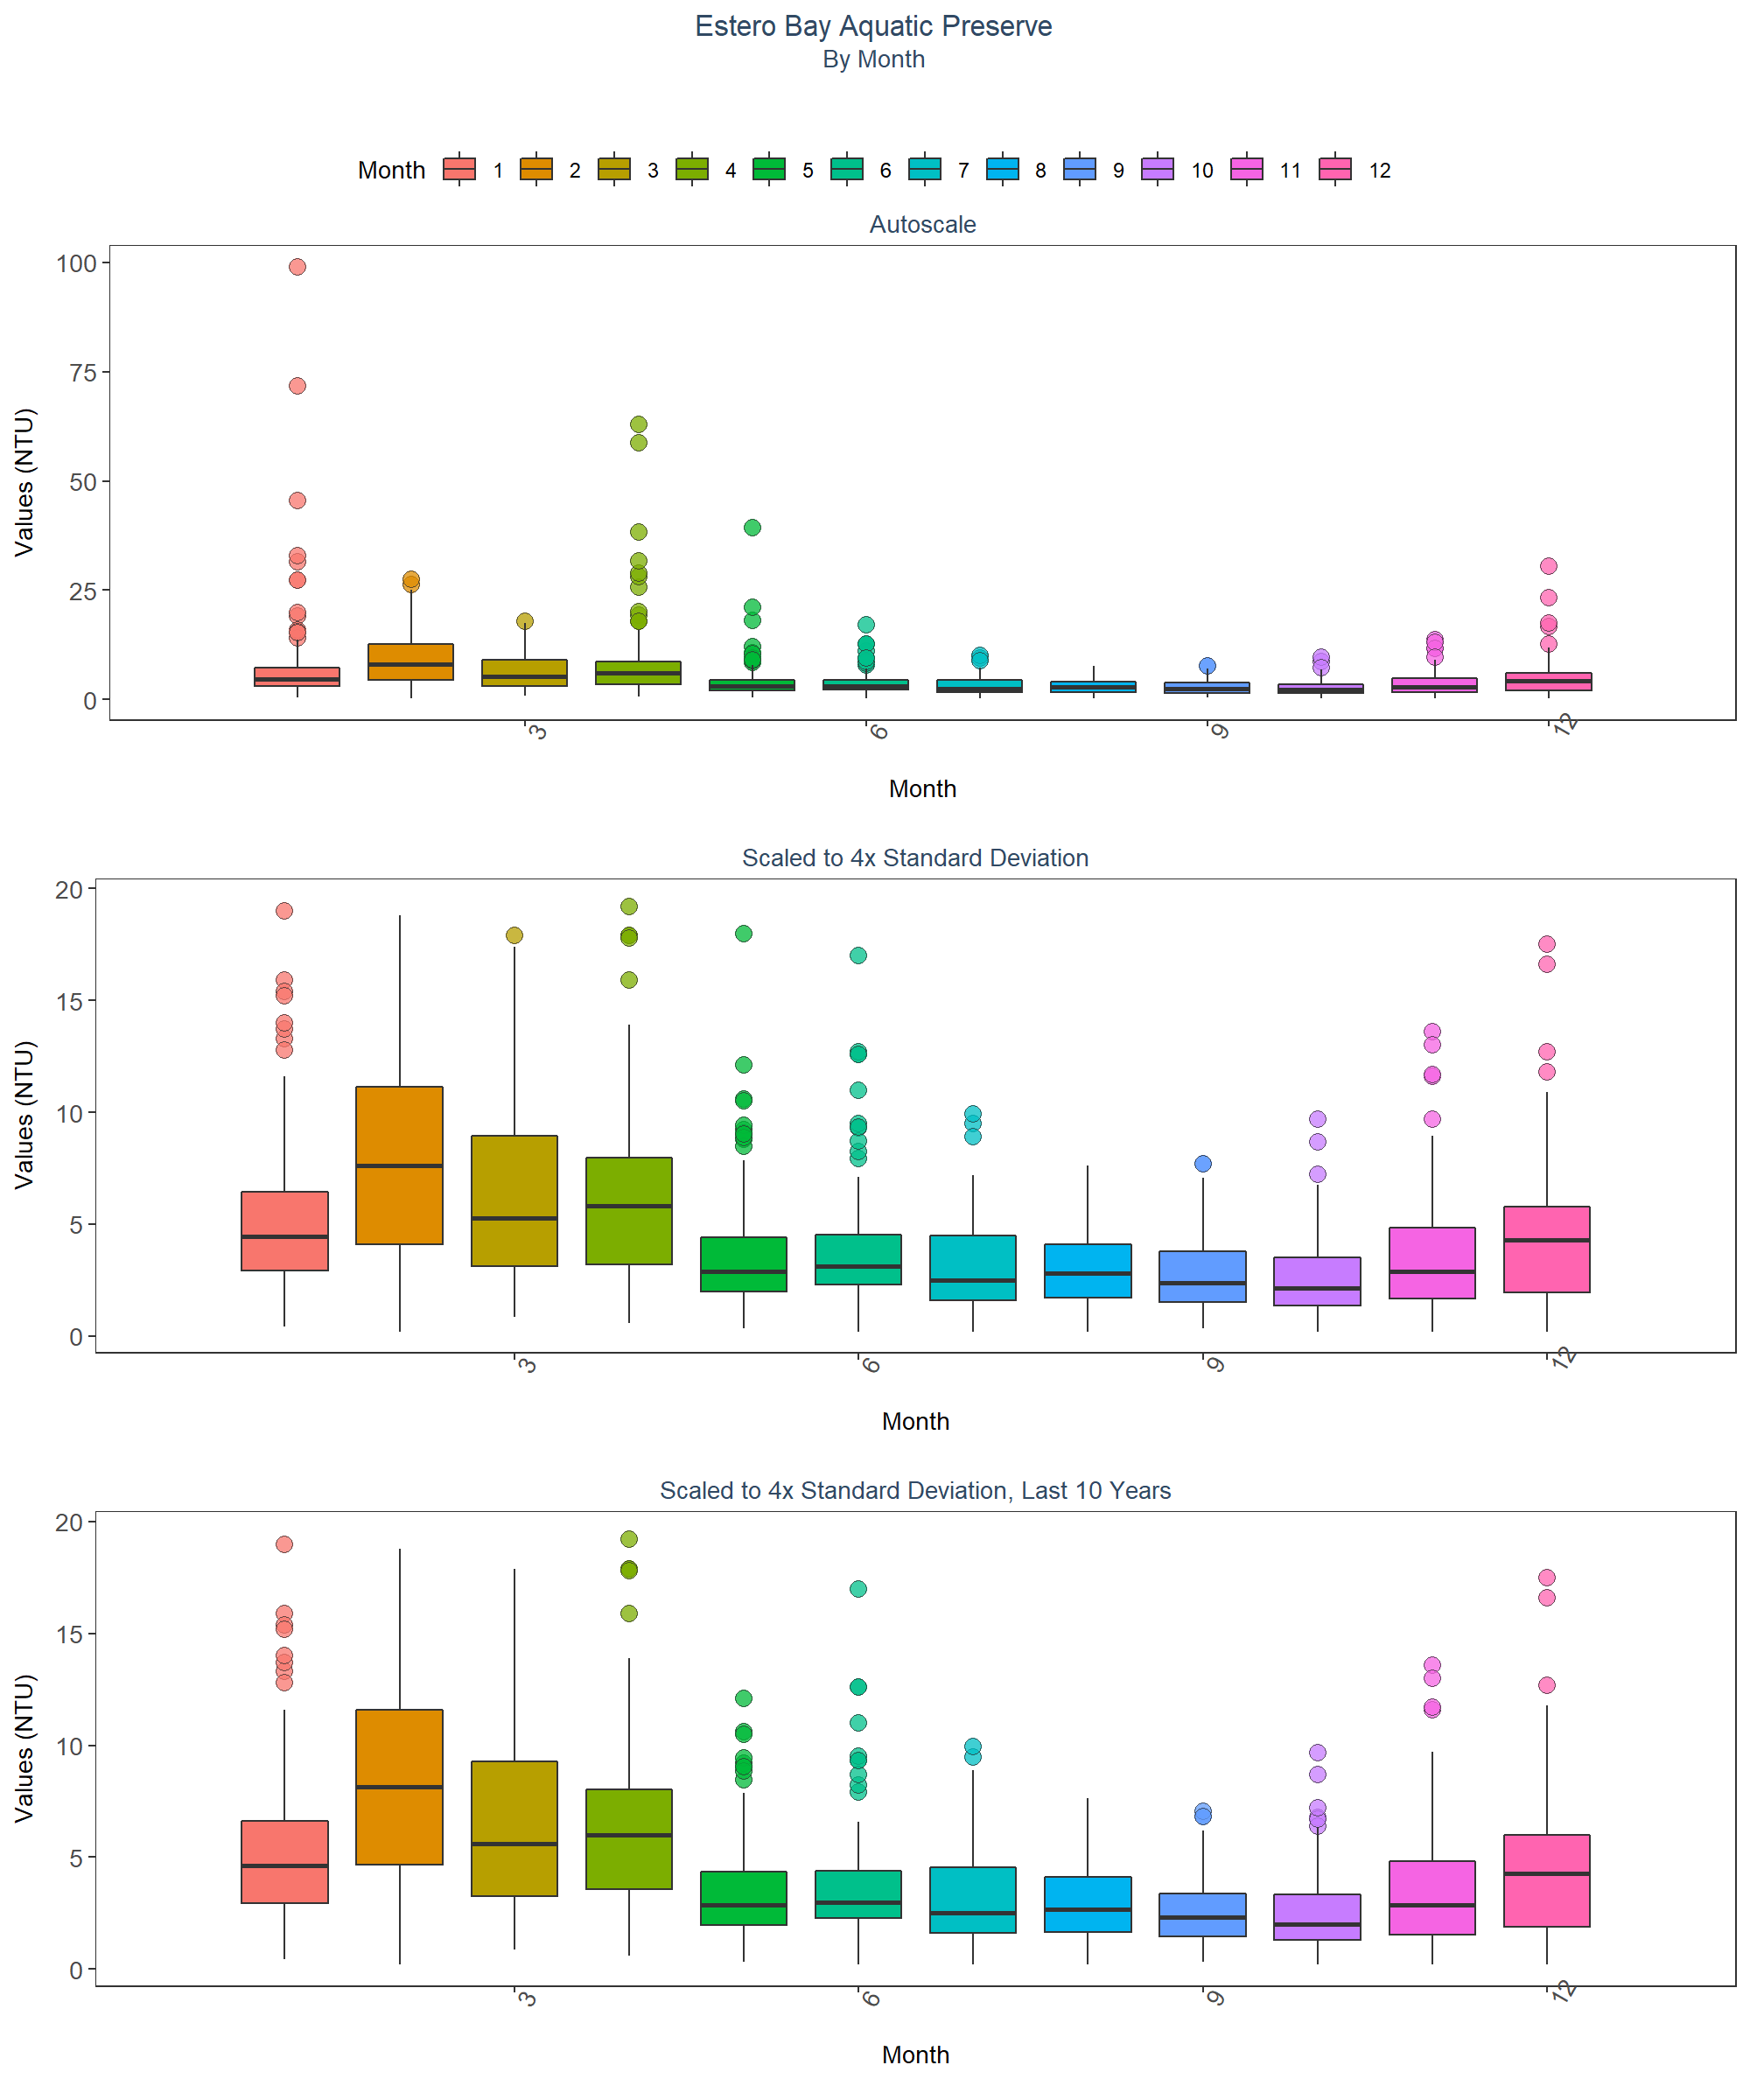 Estero Bay Aquatic Preserve
By Month
Month 1 2 3 4 5 6 7 8 9 10 11 12
Autoscale
Values (NTU)
100
75
50
25
0
3 6 9 12
Month
Scaled to 4x Standard Deviation
Values (NTU)
20
15
10
5
0
3 6 9 12
Month
Scaled to 4x Standard Deviation, Last 10 Years
Values (NTU)
20
15
10
5
0
3 6 9 12
Month